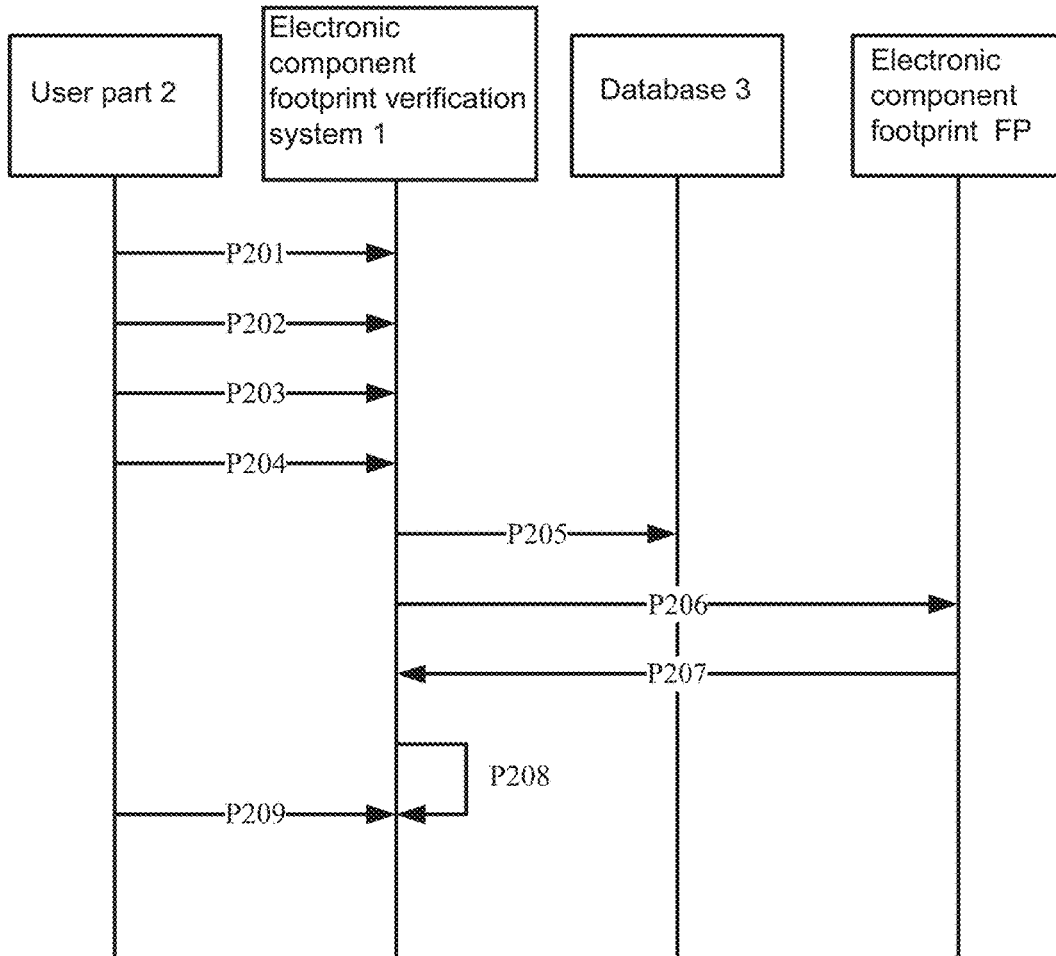 User part 2
Electronic
component
footprint verification
system 1
Database 3
Electronic
component
footprint FP
P201
P202
P203
P204
P205
P206
P207
P208
P209